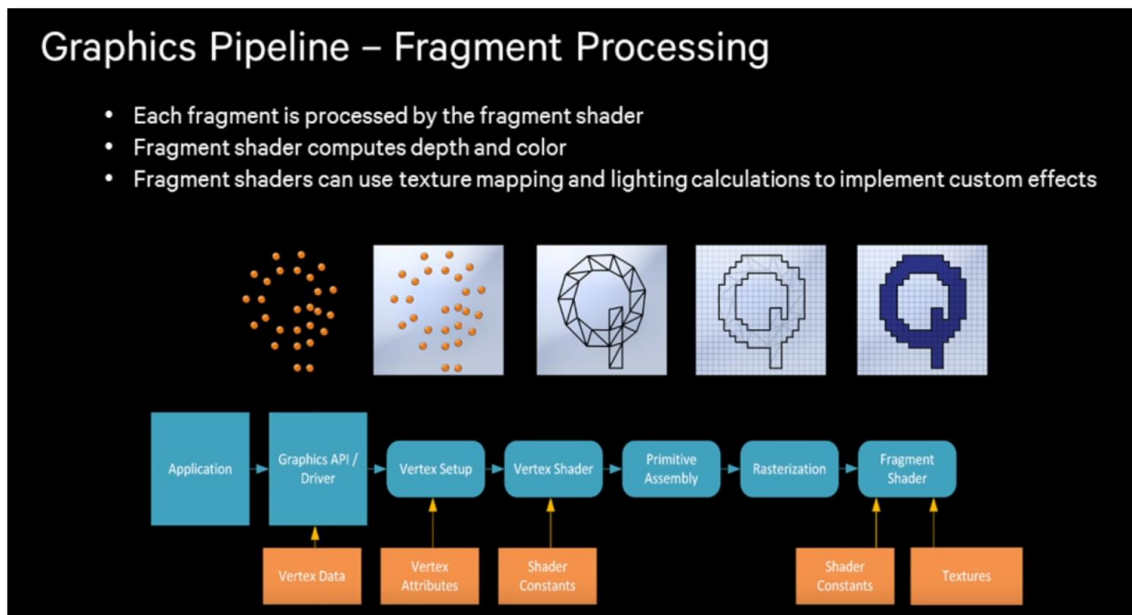 Graphics Pipeline – Fragment Processing
• Each fragment is processed by the fragment shader
• Fragment shader computes depth and color
• Fragment shaders can use texture mapping and lighting calculations to implement custom effects
Application
Graphics API /
Driver
Vertex Setup
Vertex Shader
Primitive
Assembly
Rasterization
Fragment
Shader
Vertex Data
Vertex
Attributes
Shader
Constants
Shader
Constants
Textures